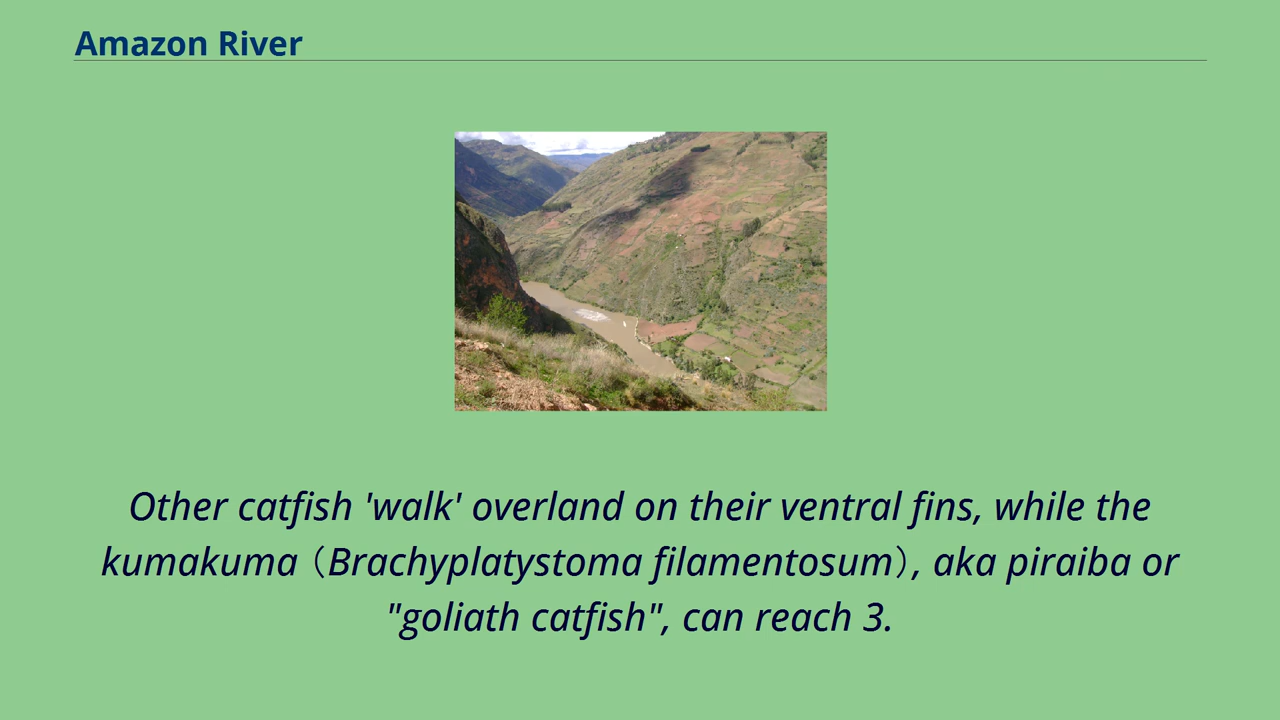 Amazon River
Other catfish 'walk' overland on their ventral fins, while the
kumakuma（Brachyplatystoma filamentosum）, aka piraiba or
"goliath catfish", can reach 3.